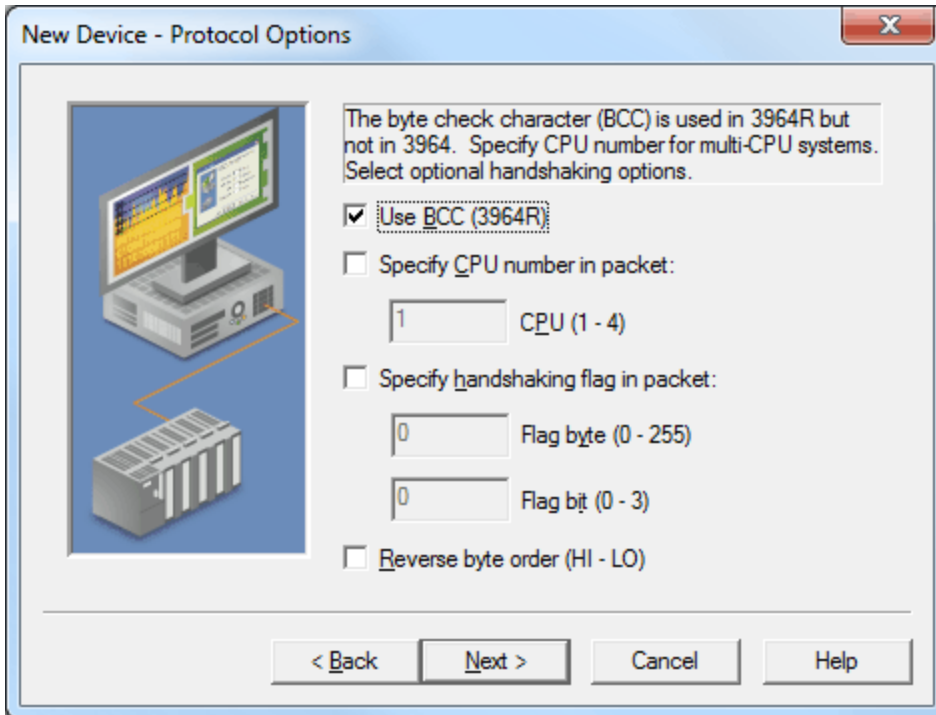 New Device - Protocol Options
The byte check character (BCC) is used in 3964R but
not in 3964.  Specify CPU number for multi-CPU systems.
Select optional handshaking options.
Use BCC (3964R)
Specify CPU number in packet:
1 CPU (1 - 4)
Specify handshaking flag in packet:
0 Flag byte (0 - 255)
0 Flag bit (0 - 3)
Reverse byte order (HI - LO)
< Back Next > Cancel Help